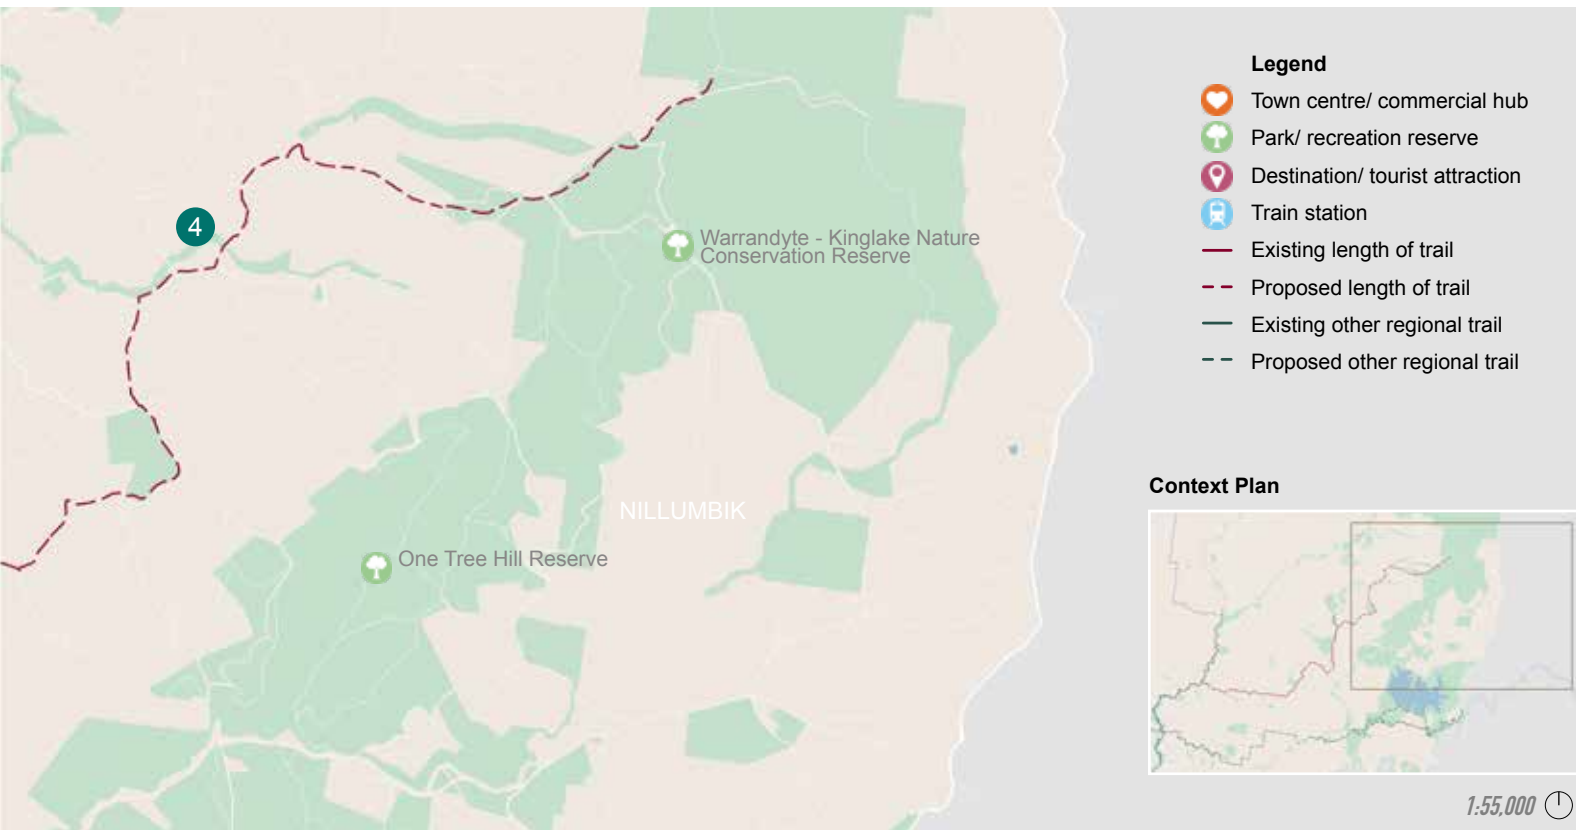 4
Warrandyte - Kinglake Nature
Conservation Reserve
NILLUMBIK
One Tree Hill Reserve
Legend
Town centre/ commercial hub
Park/ recreation reserve
Destination/ tourist attraction
Train station
Existing length of trail
Proposed length of trail
Existing other regional trail
Proposed other regional trail
Context Plan
1:55,000